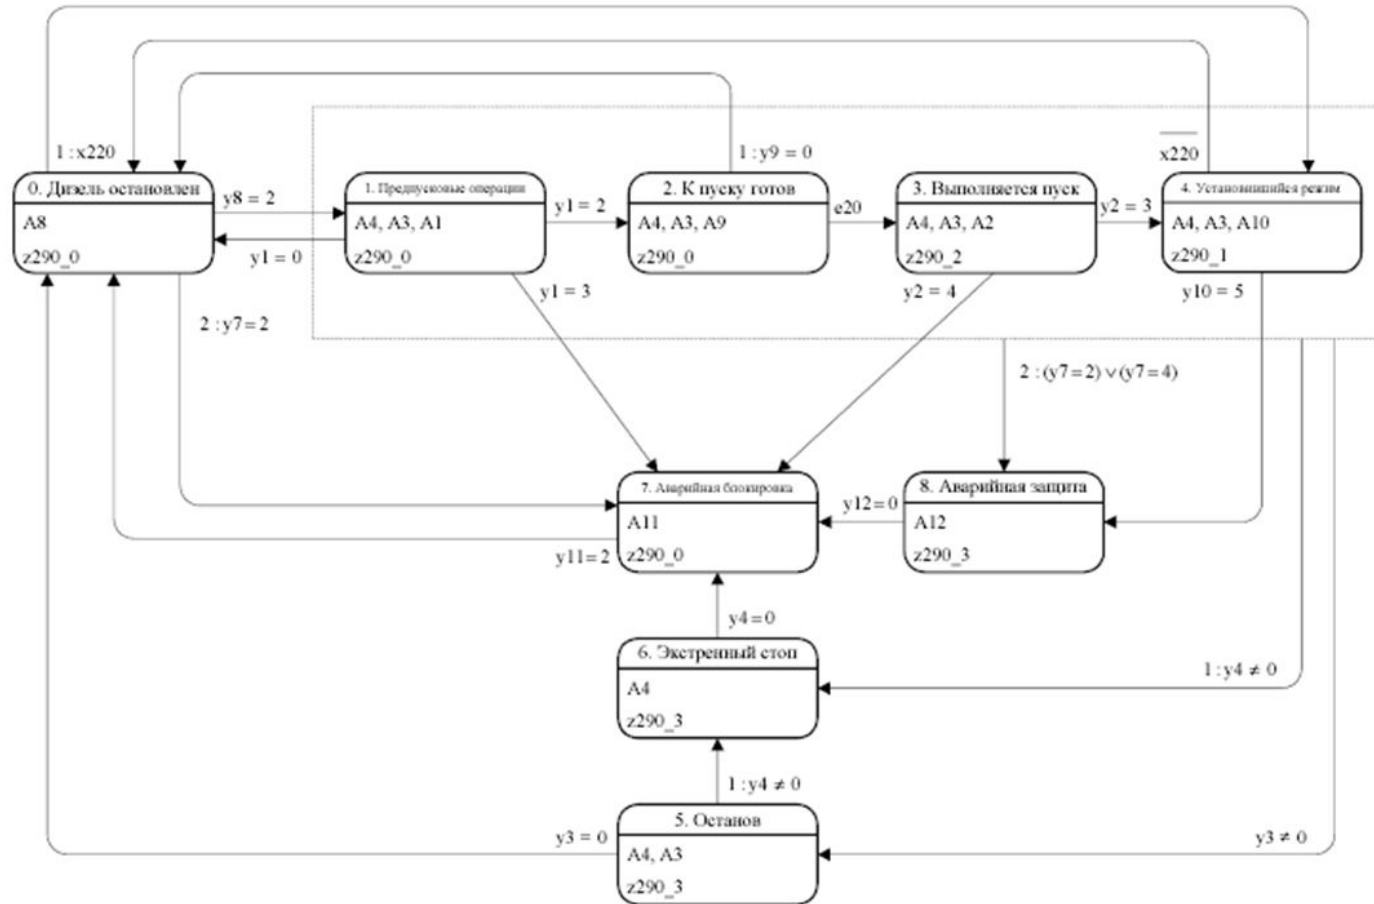 1 : x220
1 : y9 = 0
x220
0. Дизель остановлен
A8
z290_0
y8 = 2
y1 = 0
1. Предпусковые операции
A4, A3, A1
z290_0
y1 = 2
2. К пуску готов
A4, A3, A9
z290_0
e20
3. Выполняется пуск
A4, A3, A2
z290_2
y2 = 3
4. Установившийся режим
A4, A3, A10
z290_1
2 : y7 = 2
y1 = 3
y2 = 4
y10 = 5
2 : (y7 = 2) ∨ (y7 = 4)
7. Аварийная блокировка
A11
z290_0
y11 = 2
y12 = 0
8. Аварийная защита
A12
z290_3
y4 = 0
6. Экстренный стоп
A4
z290_3
1 : y4 ≠ 0
1 : y4 ≠ 0
5. Останов
A4, A3
z290_3
y3 = 0
y3 ≠ 0